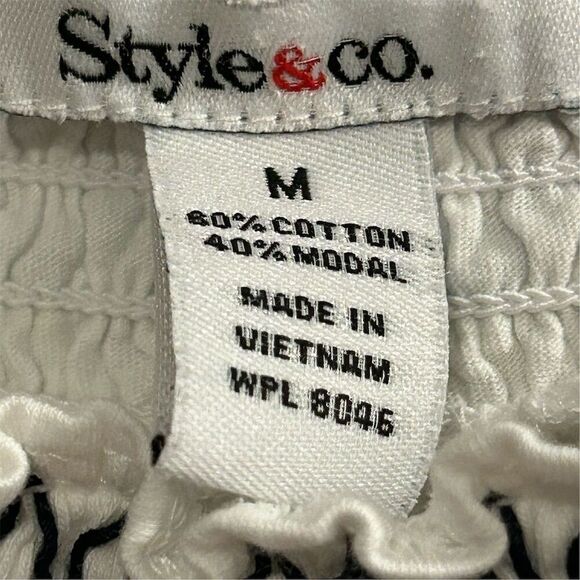 Style&co.
M
60% COTTON
40% MODAL
MADE IN
VIETNAM
WPL 8046